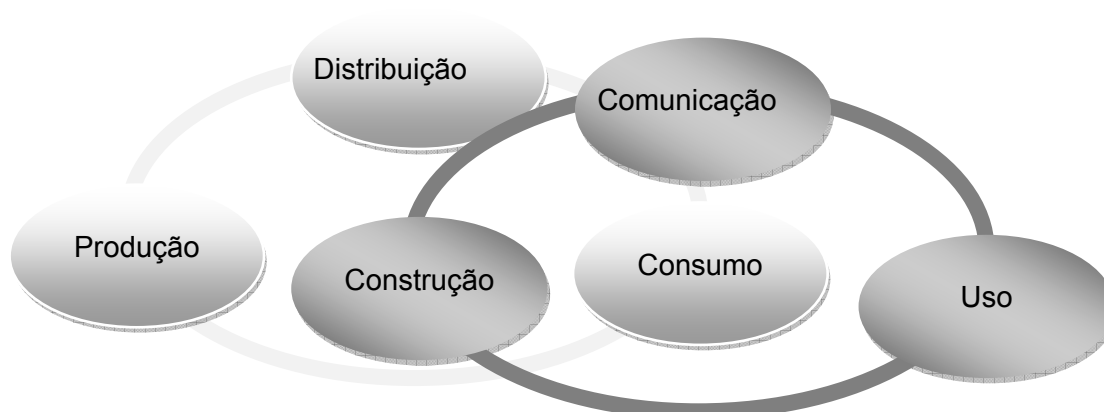 Distribuição
Comunicação
Produção
Construção
Consumo
Uso